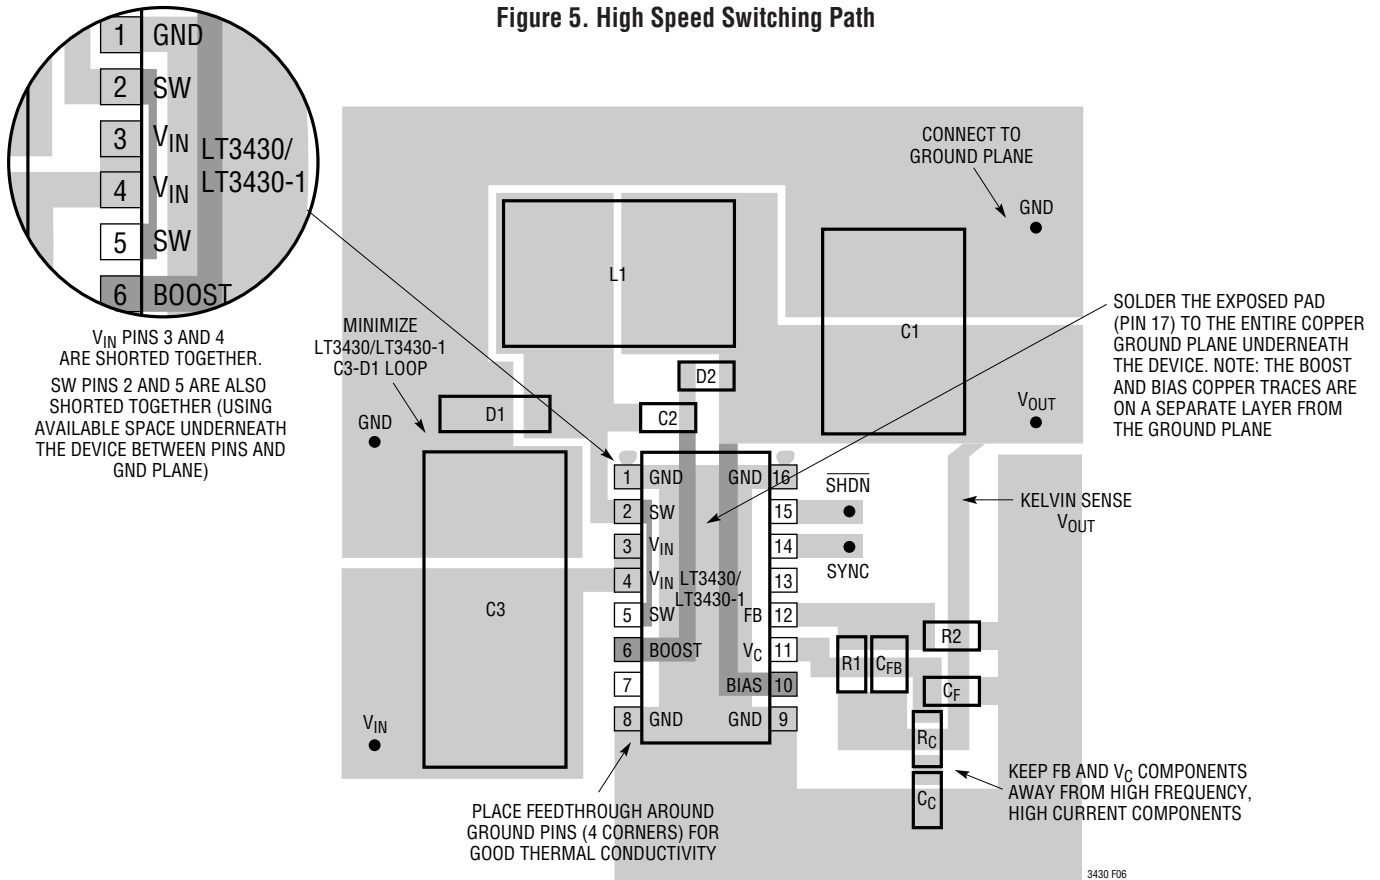 Figure 5. High Speed Switching Path
1 GND
2 SW
3 VIN
4 VIN
5 SW
6 BOOST
LT3430/
LT3430-1
VIN PINS 3 AND 4
ARE SHORTED TOGETHER.
SW PINS 2 AND 5 ARE ALSO
SHORTED TOGETHER (USING
AVAILABLE SPACE UNDERNEATH
THE DEVICE BETWEEN PINS AND
GND PLANE)
MINIMIZE
LT3430/LT3430-1
C3-D1 LOOP
GND
D1
C3
VIN
L1
D2
C2
C1
CONNECT TO
GROUND PLANE
GND
VOUT
SOLDER THE EXPOSED PAD
(PIN 17) TO THE ENTIRE COPPER
GROUND PLANE UNDERNEATH
THE DEVICE. NOTE: THE BOOST
AND BIAS COPPER TRACES ARE
ON A SEPARATE LAYER FROM
THE GROUND PLANE
KELVIN SENSE
VOUT
1 GND
2 SW
3 VIN
4 VIN
5 SW
6 BOOST
7
8 GND
LT3430/
LT3430-1
GND 16
15
14
13
FB 12
VC 11
BIAS 10
GND 9
SHDN
SYNC
R1
CFB
R2
CF
RC
CC
KEEP FB AND VC COMPONENTS
AWAY FROM HIGH FREQUENCY,
HIGH CURRENT COMPONENTS
PLACE FEEDTHROUGH AROUND
GROUND PINS (4 CORNERS) FOR
GOOD THERMAL CONDUCTIVITY
3430 F06